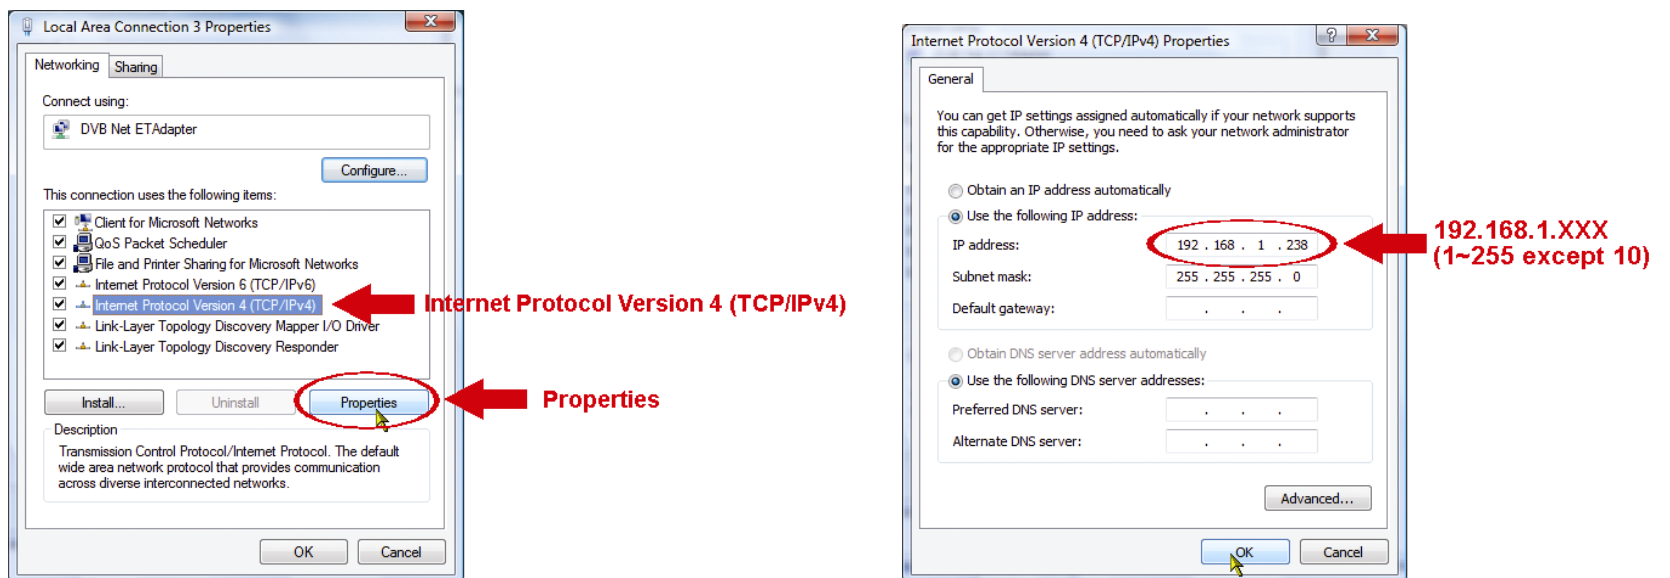 Local Area Connection 3 Properties
Networking
Sharing
Connect using:
DVB Net ETAdapter
Configure...
This connection uses the following items:
Client for Microsoft Networks
QoS Packet Scheduler
File and Printer Sharing for Microsoft Networks
Internet Protocol Version 6 (TCP/IPv6)
Internet Protocol Version 4 (TCP/IPv4)
Link-Layer Topology Discovery Mapper I/O Driver
Link-Layer Topology Discovery Responder
Install...
Uninstall
Properties
Description
Transmission Control Protocol/Internet Protocol. The default
wide area network protocol that provides communication
across diverse interconnected networks.
OK
Cancel
Internet Protocol Version 4 (TCP/IPv4)
Properties
Internet Protocol Version 4 (TCP/IPv4) Properties
General
You can get IP settings assigned automatically if your network supports
this capability. Otherwise, you need to ask your network administrator
for the appropriate IP settings.
Obtain an IP address automatically
Use the following IP address:
IP address: 192 . 168 . 1 . 238
Subnet mask: 255 . 255 . 255 . 0
Default gateway: . . .
Obtain DNS server address automatically
Use the following DNS server addresses:
Preferred DNS server: . . .
Alternate DNS server: . . .
Advanced...
OK
Cancel
192.168.1.XXX
(1~255 except 10)